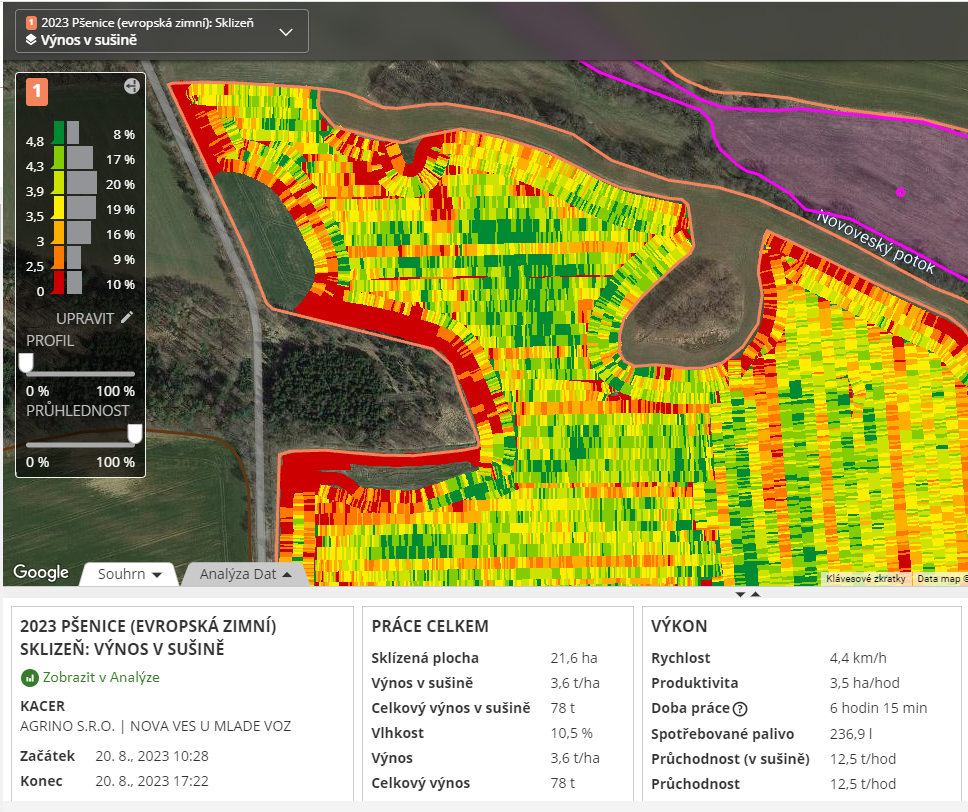 1 2023 Pšenice (evropská zimní): Sklizeň
Výnos v sušině
1
8 %
4,8
17 %
4,3
20 %
3,9
19 %
3,5
16 %
3
9 %
2,5
10 %
0
UPRAVIT
PROFIL
0 % 100 %
PRŮHLEDNOST
0 % 100 %
Novoveský potok
Google
Souhrn
Analýza Dat
Klávesové zkratky
Data map ©
2023 PŠENICE (EVROPSKÁ ZIMNÍ)
SKLIZEŇ: VÝNOS V SUŠINĚ
Zobrazit v Analýze
KACER
AGRINO S.R.O. | NOVA VES U MLADE VOZ
Začátek 20. 8., 2023 10:28
Konec 20. 8., 2023 17:22
PRÁCE CELKEM
Sklízená plocha 21,6 ha
Výnos v sušině 3,6 t/ha
Celkový výnos v sušině 78 t
Vlhkost 10,5 %
Výnos 3,6 t/ha
Celkový výnos 78 t
VÝKON
Rychlost 4,4 km/h
Produktivita 3,5 ha/hod
Doba práce ? 6 hodin 15 min
Spotřebované palivo 236,9 l
Průchodnost (v sušině) 12,5 t/hod
Průchodnost 12,5 t/hod